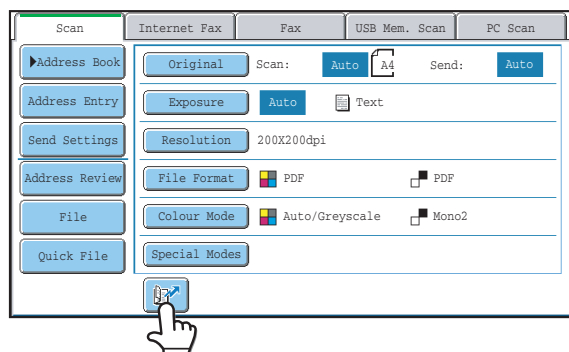 Scan Internet Fax Fax USB Mem. Scan PC Scan
Address Book Original Scan: Auto A4 Send: Auto
Address Entry Exposure Auto Text
Send Settings Resolution 200X200dpi
Address Review File Format PDF PDF
File Colour Mode Auto/Greyscale Mono2
Quick File Special Modes